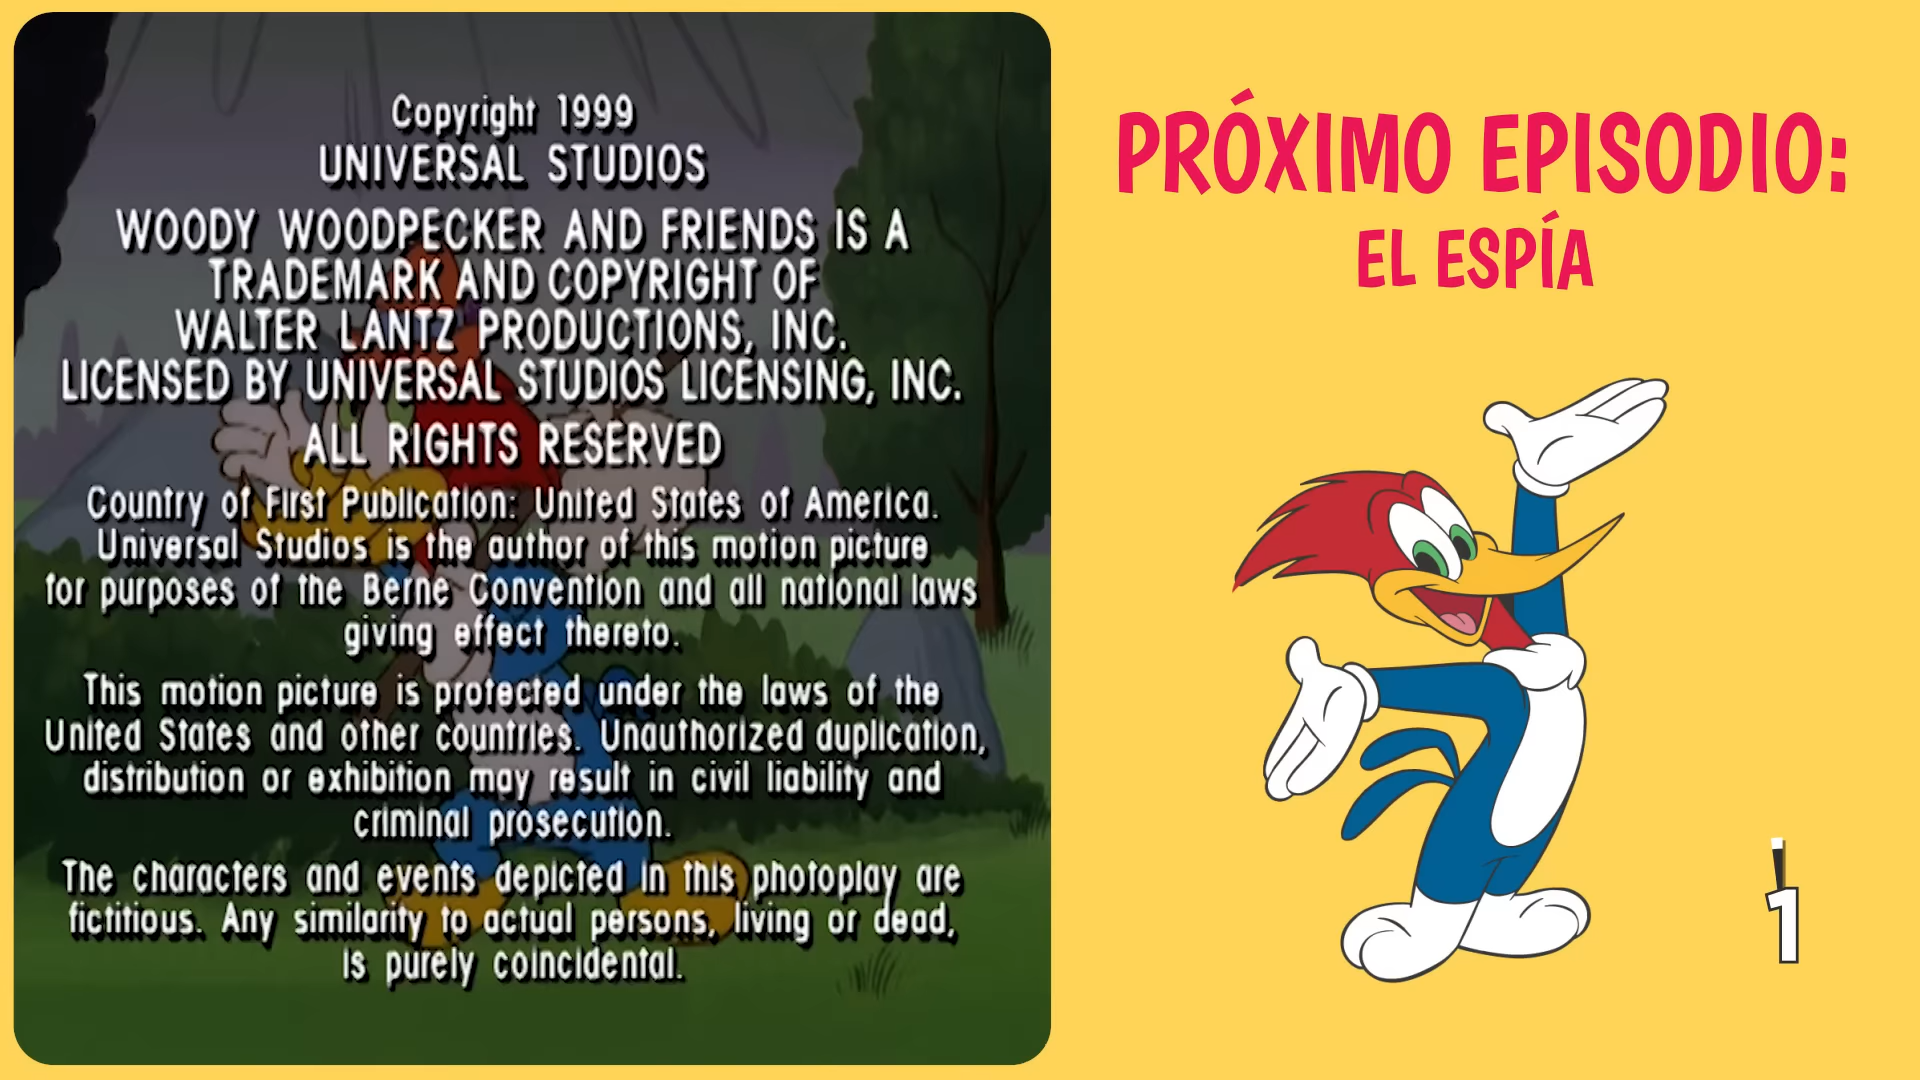 Copyright 1999
UNIVERSAL STUDIOS
WOODY WOODPECKER AND FRIENDS IS A
TRADEMARK AND COPYRIGHT OF
WALTER LANTZ PRODUCTIONS, INC.
LICENSED BY UNIVERSAL STUDIOS LICENSING, INC.
ALL RIGHTS RESERVED
Country of First Publication: United States of America.
Universal Studios is the author of this motion picture
for purposes of the Berne Convention and all national laws
giving effect thereto.
This motion picture is protected under the laws of the
United States and other countries. Unauthorized duplication,
distribution or exhibition may result in civil liability and
criminal prosecution.
The characters and events depicted in this photoplay are
fictitious. Any similarity to actual persons, living or dead,
is purely coincidental.
PRÓXIMO EPISODIO:
EL ESPÍA
1